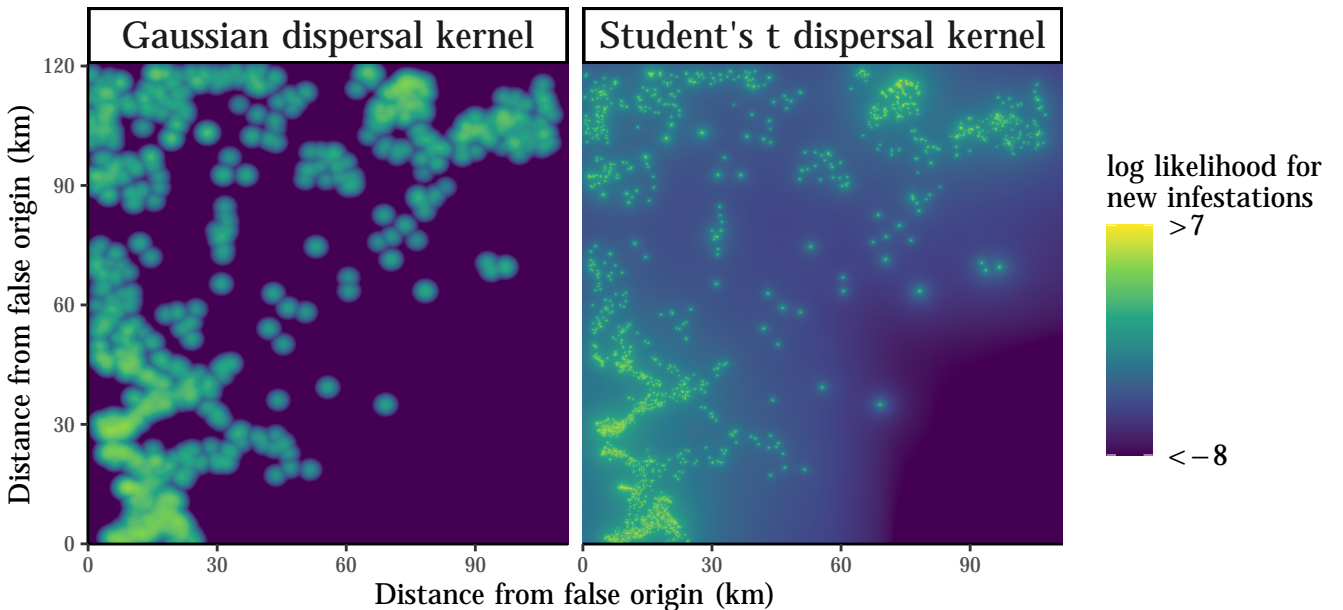 Gaussian dispersal kernel
Student's t dispersal kernel
Distance from false origin (km)
120
90
60
30
0
0
30
60
90
0
30
60
90
Distance from false origin (km)
log likelihood for
new infestations
>7
<−8